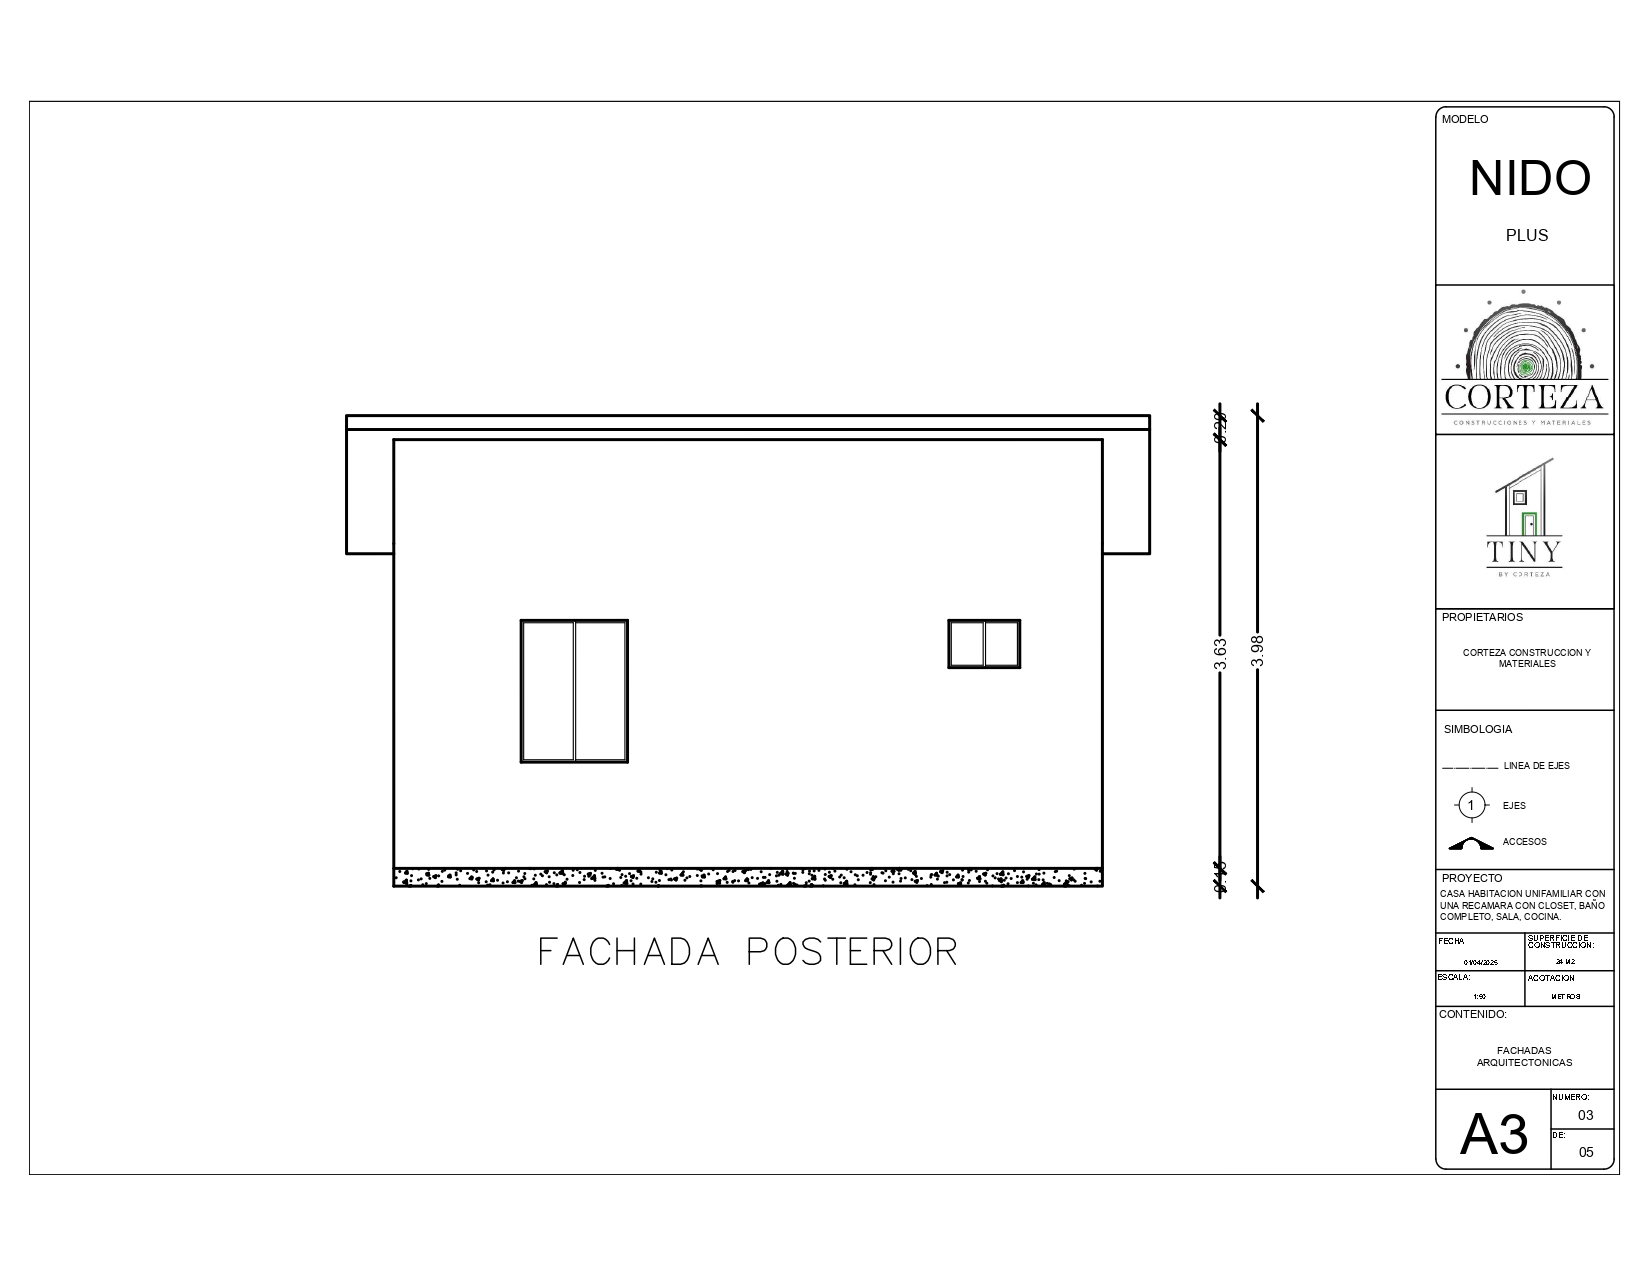 MODELO
NIDO
PLUS
CORTEZA
CONSTRUCCIONES Y MATERIALES
TINY
BY CORTEZA
PROPIETARIOS
CORTEZA CONSTRUCCION Y
MATERIALES
SIMBOLOGIA
LINEA DE EJES
1
EJES
ACCESOS
PROYECTO
CASA HABITACION UNIFAMILIAR CON
UNA RECAMARA CON CLOSET, BAÑO
COMPLETO, SALA, COCINA.
FECHA
01/04/2025
SUPERFICIE DE
CONSTRUCCION:
24 M2
ESCALA:
1:50
ACOTACION
METROS
CONTENIDO:
FACHADAS
ARQUITECTONICAS
A3
NUMERO:
03
DE:
05
3.63
3.98
FACHADA POSTERIOR